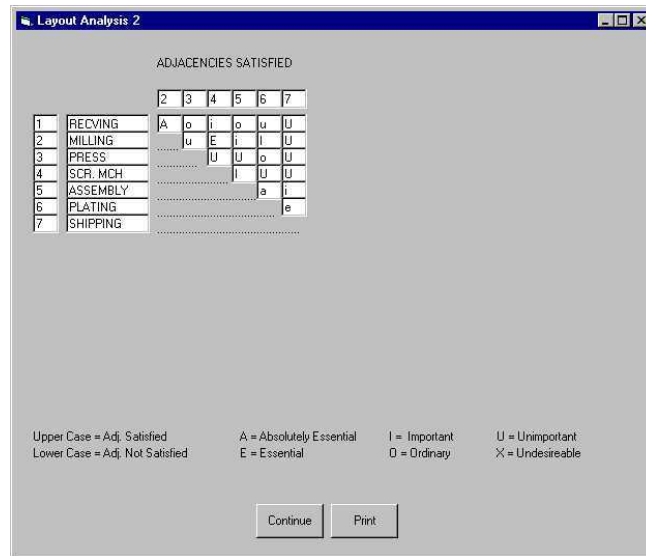 Layout Analysis 2
ADJACENCIES SATISFIED
2 3 4 5 6 7
1 RECVING A o i o u U
2 MILLING u E i I U
3 PRESS U U o U
4 SCR. MCH I U U
5 ASSEMBLY a i
6 PLATING e
7 SHIPPING
Upper Case = Adj. Satisfied A = Absolutely Essential I = Important U = Unimportant
Lower Case = Adj. Not Satisfied E = Essential O = Ordinary X = Undesireable
Continue Print